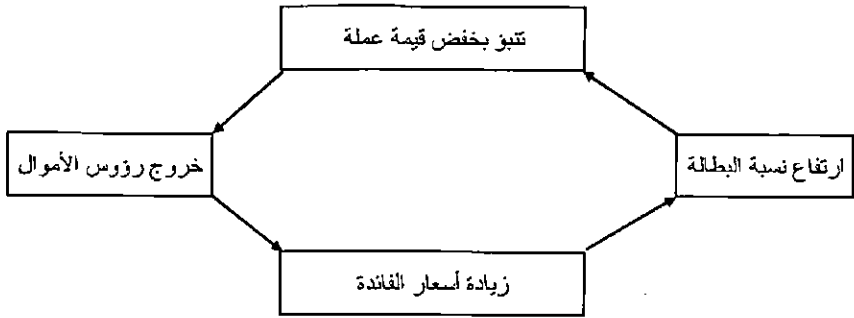 تنبؤ بخفض قيمة عملة
خروج رؤوس الأموال
ارتفاع نسبة البطالة
زيادة أسعار الفائدة